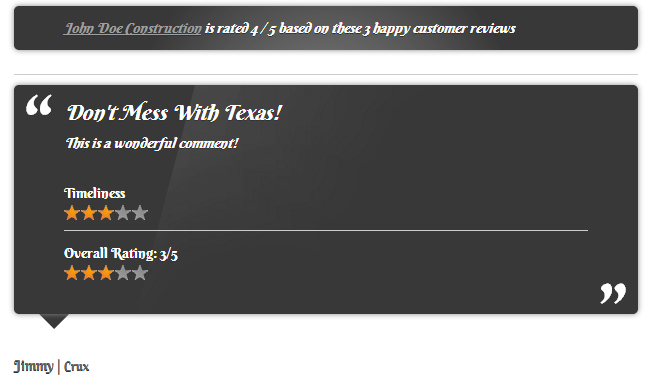 John Doe Construction is rated 4 / 5 based on these 3 happy customer reviews
“
Don't Mess With Texas!
This is a wonderful comment!
Timeliness
Overall Rating: 3/5
”
Jimmy | Crux